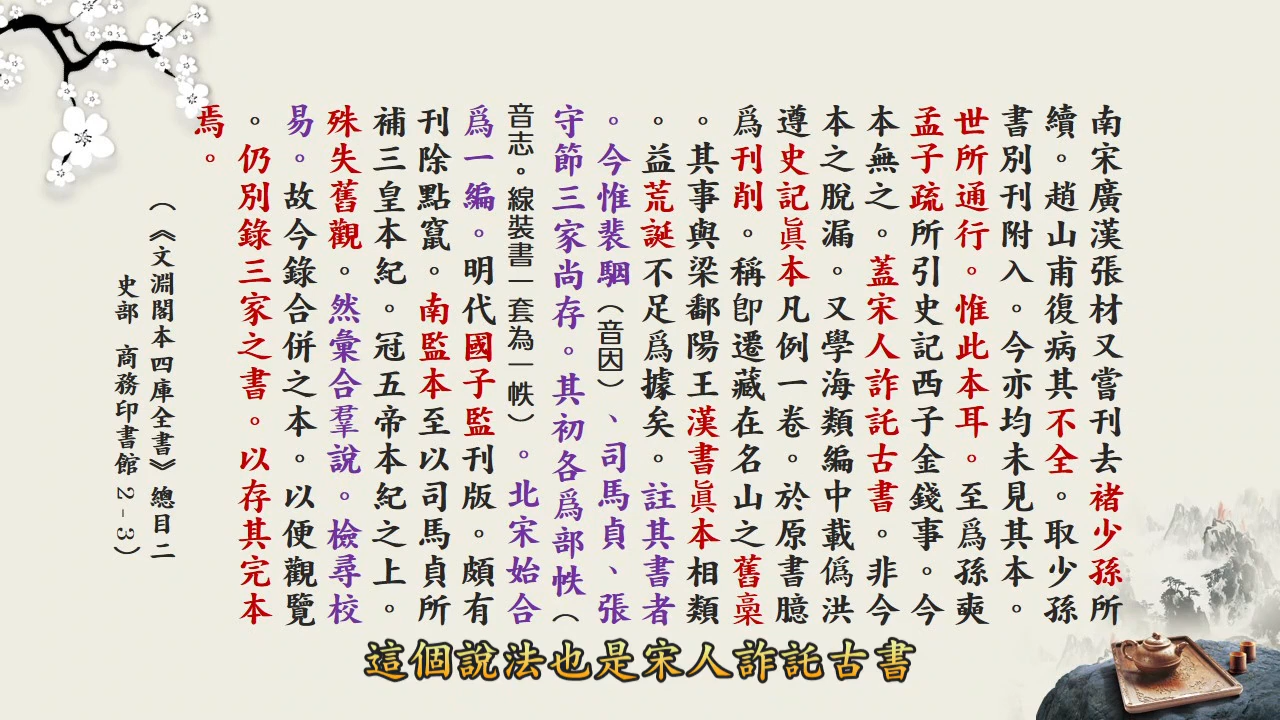 南宋廣漢張材又嘗刊去褚少孫所
續。趙山甫復病其不全。取少孫
書別刊附入。今亦均未見其本。
世所通行。惟此本耳。至爲孫奭
孟子疏所引史記西子金錢事。今
本無之。蓋宋人詐託古書。非今
本之脫漏。又學海類編中載僞洪
遵史記眞本凡例一卷。於原書臆
爲刊削。稱卽遷藏在名山之舊稾
。其事與梁鄱陽王漢書眞本相類
。益荒誕不足爲據矣。註其書者
。今惟裴駰（音因）、司馬貞、張
守節三家尚存。其初各爲部帙（
音志。線裝書一套為一帙）。北宋始合
爲一編。明代國子監刊版。頗有
刊除點竄。南監本至以司馬貞所
補三皇本紀。冠五帝本紀之上。
殊失舊觀。然彙合羣說。檢尋校
易。故今錄合併之本。以便觀覽
。仍別錄三家之書。以存其完本
焉。
（《文淵閣本四庫全書》總目二
史部 商務印書館 2-3）
這個說法也是宋人詐託古書